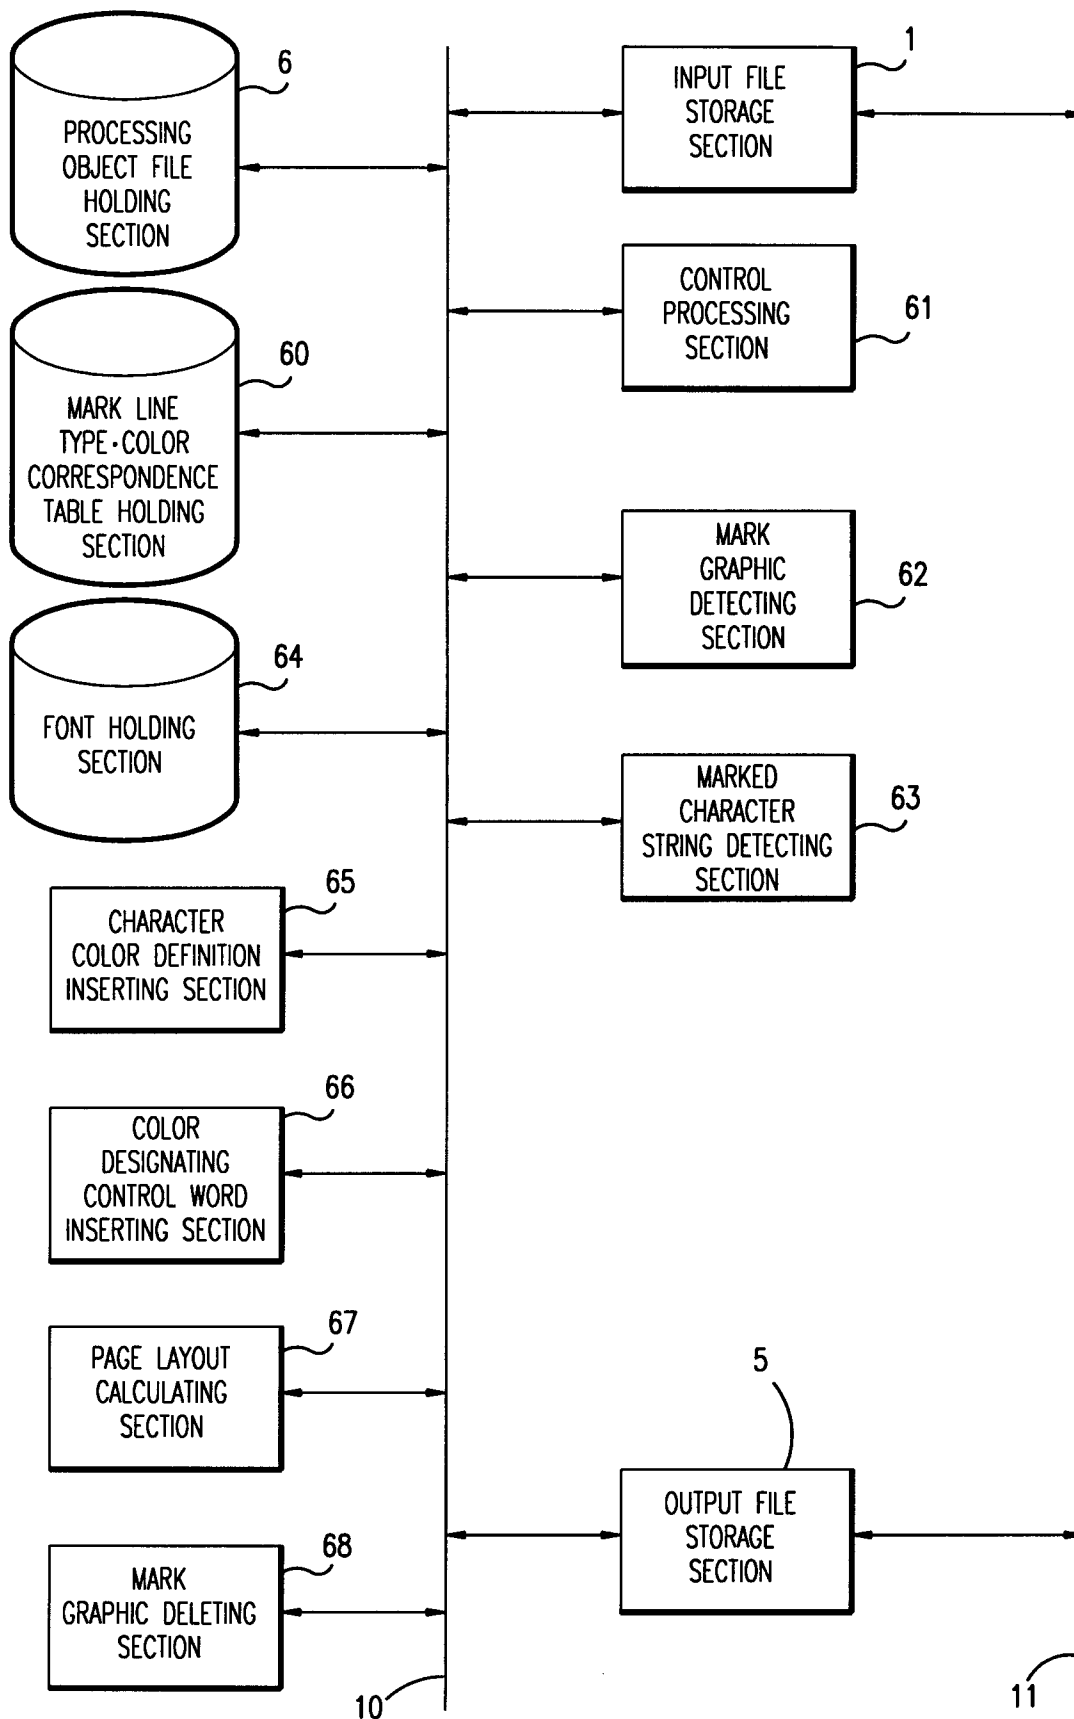 6
PROCESSING
OBJECT FILE
HOLDING
SECTION
60
MARK LINE
TYPE·COLOR
CORRESPONDENCE
TABLE HOLDING
SECTION
64
FONT HOLDING
SECTION
65
CHARACTER
COLOR DEFINITION
INSERTING SECTION
66
COLOR
DESIGNATING
CONTROL WORD
INSERTING SECTION
67
PAGE LAYOUT
CALCULATING
SECTION
68
MARK
GRAPHIC DELETING
SECTION
10
1
INPUT FILE
STORAGE
SECTION
CONTROL
PROCESSING
SECTION
61
MARK
GRAPHIC
DETECTING
SECTION
62
MARKED
CHARACTER
STRING DETECTING
SECTION
63
5
OUTPUT FILE
STORAGE
SECTION
11